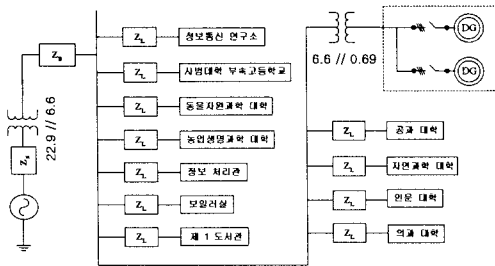 Z_L 정보통신 연구소
Z_L 사범대학 부속고등학교
Z_L 동물자원과학 대학
Z_L 농업생명과학 대학
Z_L 정보 처리관
Z_L 보일러실
Z_L 제 1 도서관
Z_s
22.9 // 6.6
Z_s
6.6 // 0.69
DG
DG
Z_L 공과 대학
Z_L 자연과학 대학
Z_L 인문 대학
Z_L 의과 대학